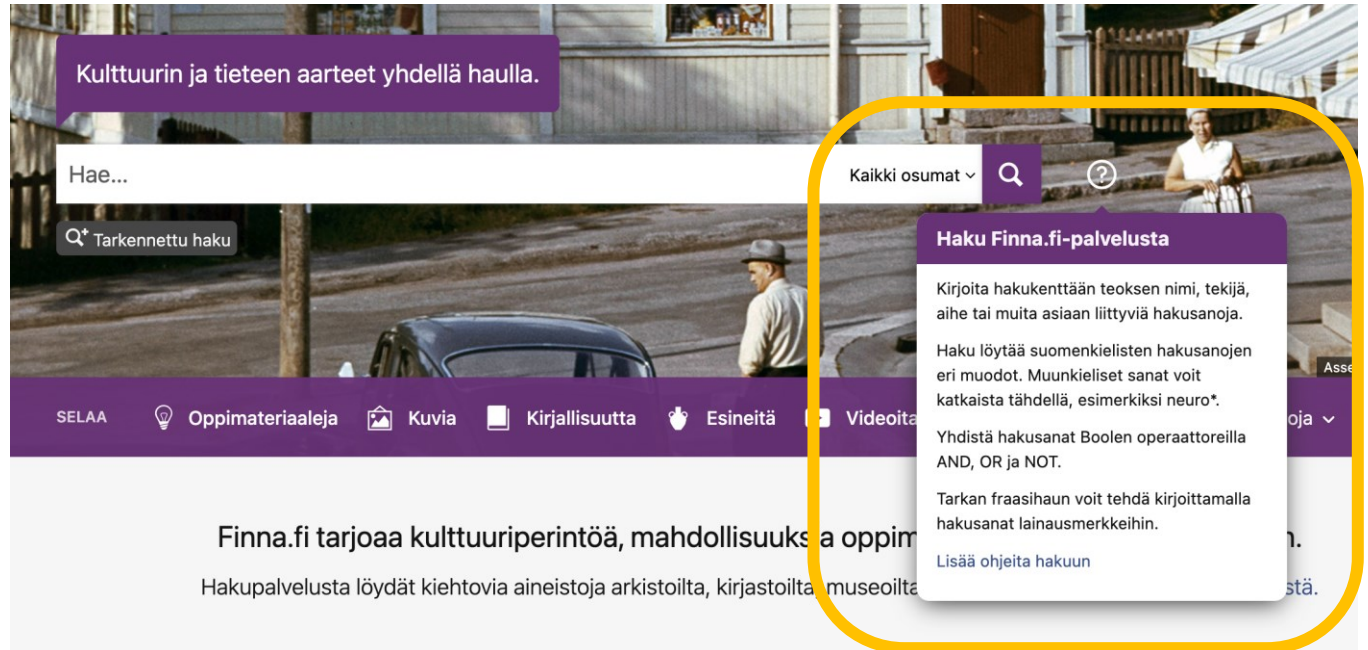 Kulttuurin ja tieteen aarteet yhdellä haulla.
Hae...
Kaikki osumat
Tarkennettu haku
Haku Finna.fi-palvelusta
Kirjoita hakukenttään teoksen nimi, tekijä,
aihe tai muita asiaan liittyviä hakusanoja.
Haku löytää suomenkielisten hakusanojen
eri muodot. Muunkieliset sanat voit
katkaista tähdellä, esimerkiksi neuro*.
Yhdistä hakusanat Boolen operaattoreilla
AND, OR ja NOT.
Tarkan fraasihaun voit tehdä kirjoittamalla
hakusanat lainausmerkkeihin.
Lisää ohjeita hakuun
SELAA Oppimateriaaleja Kuvia Kirjallisuutta Esineitä Videoita
Finna.fi tarjoaa kulttuuriperintöä, mahdollisuuksia
Hakupalvelusta löydät kiehtovia aineistoja arkistoilta, kirjastoilta, museoilta